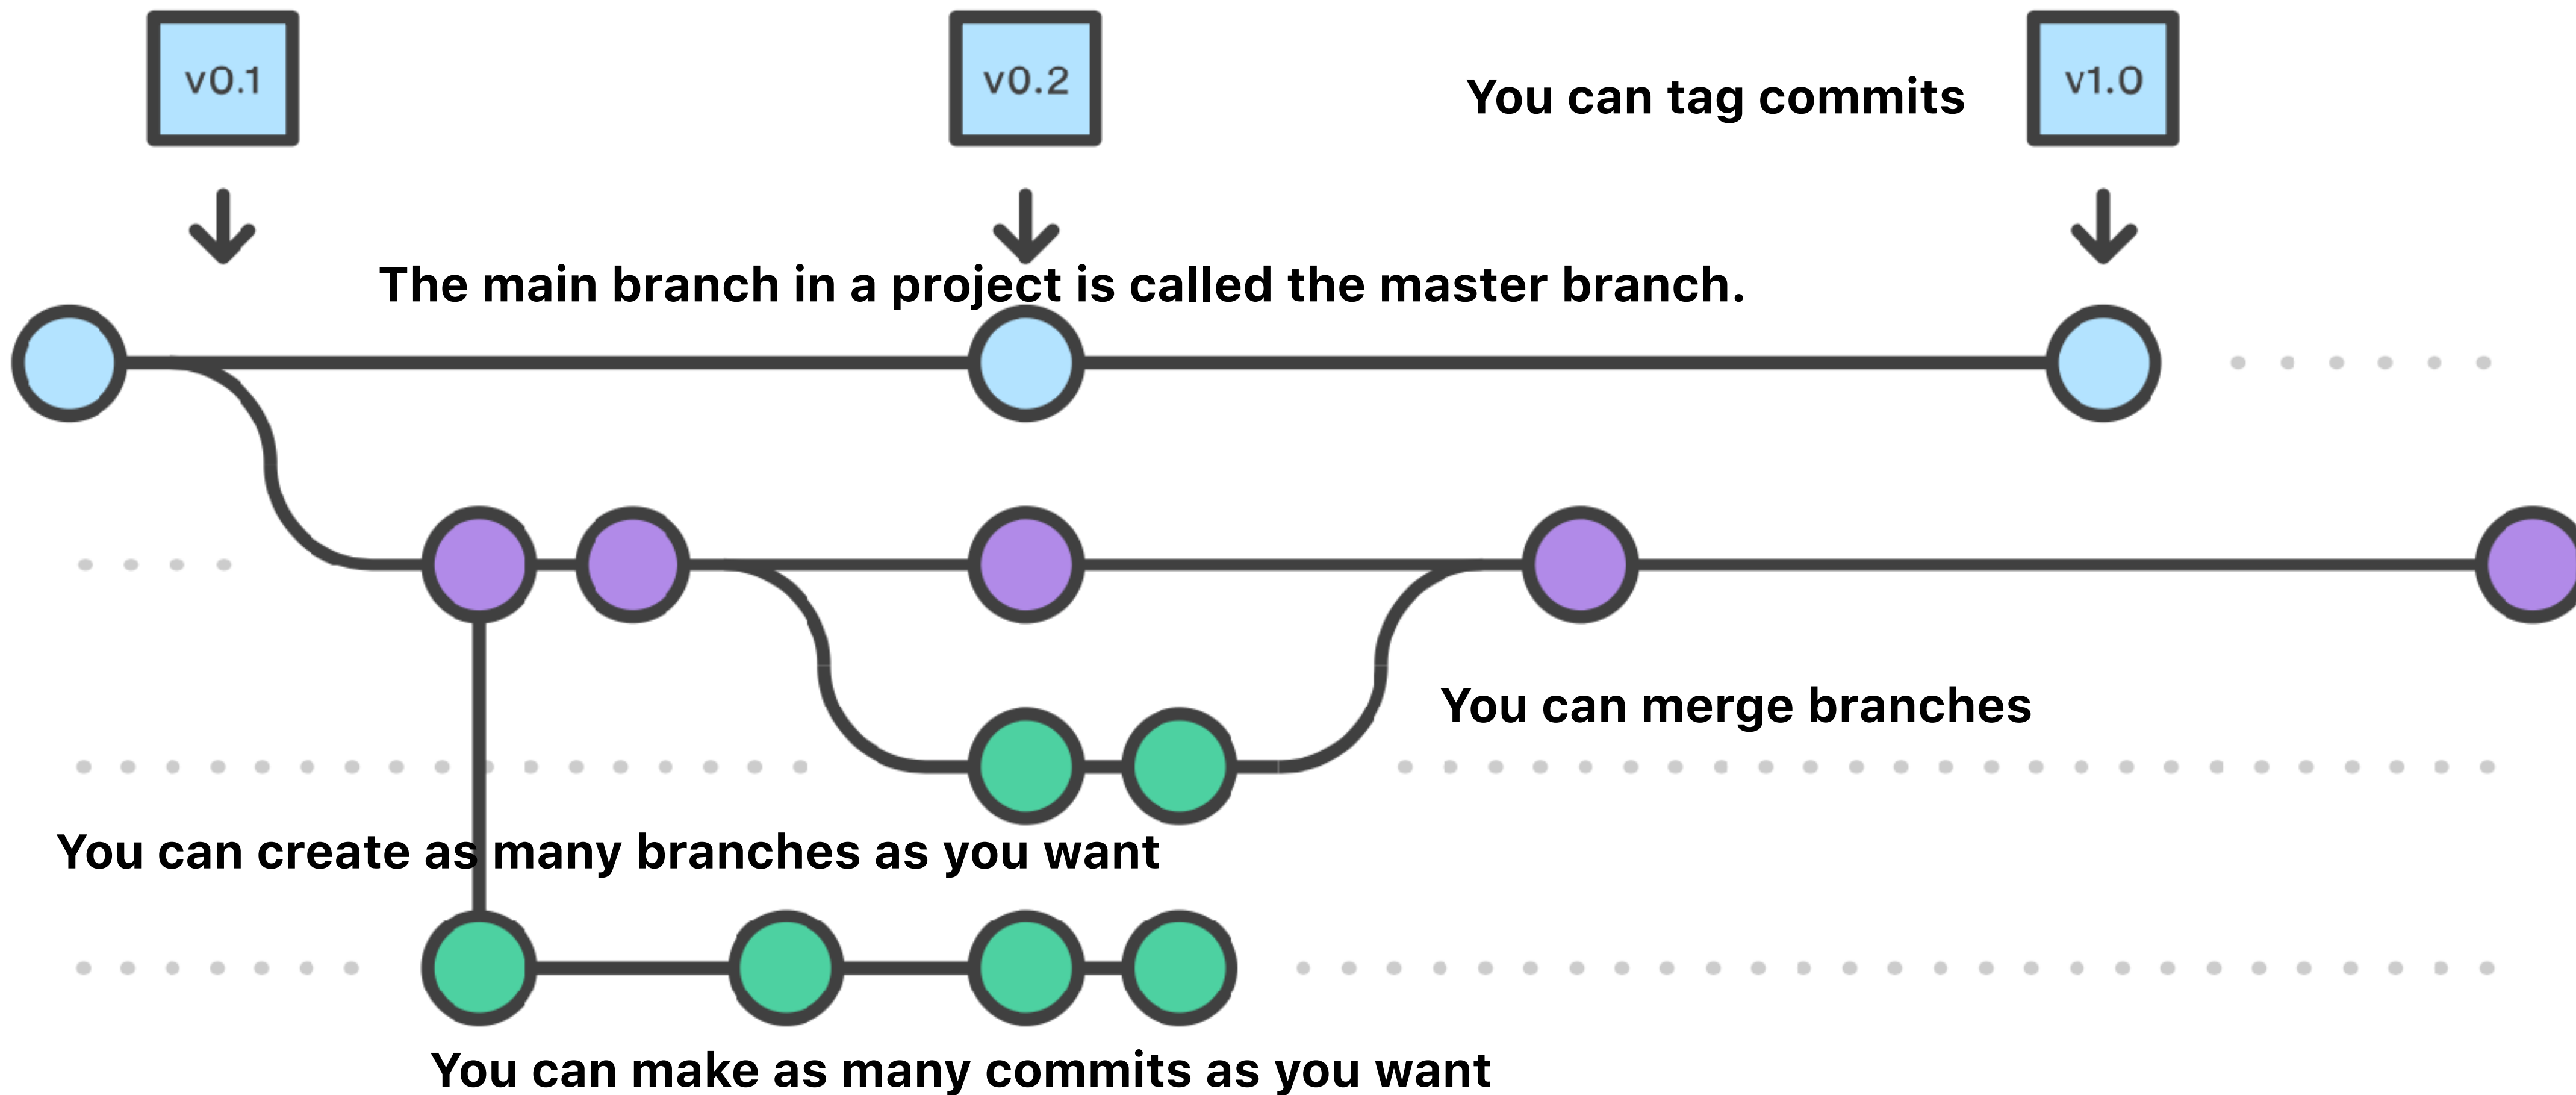 v0.1
v0.2
You can tag commits
v1.0
The main branch in a project is called the master branch.
You can merge branches
You can create as many branches as you want
You can make as many commits as you want